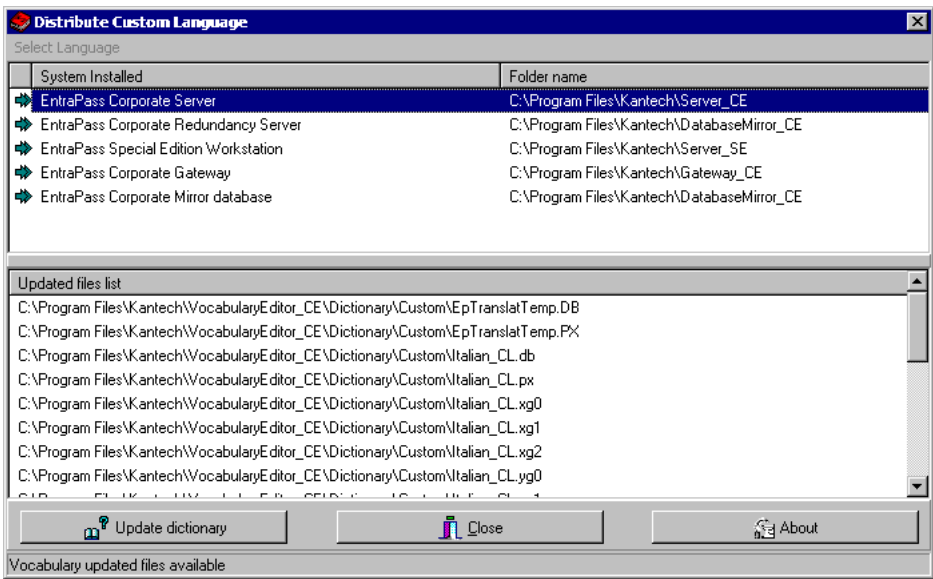 Distribute Custom Language
Select Language
System Installed Folder name
EntraPass Corporate Server C:\Program Files\Kantech\Server_CE
EntraPass Corporate Redundancy Server C:\Program Files\Kantech\DatabaseMirror_CE
EntraPass Special Edition Workstation C:\Program Files\Kantech\Server_SE
EntraPass Corporate Gateway C:\Program Files\Kantech\Gateway_CE
EntraPass Corporate Mirror database C:\Program Files\Kantech\DatabaseMirror_CE
Updated files list
C:\Program Files\Kantech\VocabularyEditor_CE\Dictionary\Custom\EpTranslatTemp.DB
C:\Program Files\Kantech\VocabularyEditor_CE\Dictionary\Custom\EpTranslatTemp.PX
C:\Program Files\Kantech\VocabularyEditor_CE\Dictionary\Custom\Italian_CL.db
C:\Program Files\Kantech\VocabularyEditor_CE\Dictionary\Custom\Italian_CL.px
C:\Program Files\Kantech\VocabularyEditor_CE\Dictionary\Custom\Italian_CL.xg0
C:\Program Files\Kantech\VocabularyEditor_CE\Dictionary\Custom\Italian_CL.xg1
C:\Program Files\Kantech\VocabularyEditor_CE\Dictionary\Custom\Italian_CL.xg2
C:\Program Files\Kantech\VocabularyEditor_CE\Dictionary\Custom\Italian_CL.yg0
Update dictionary Close About
Vocabulary updated files available